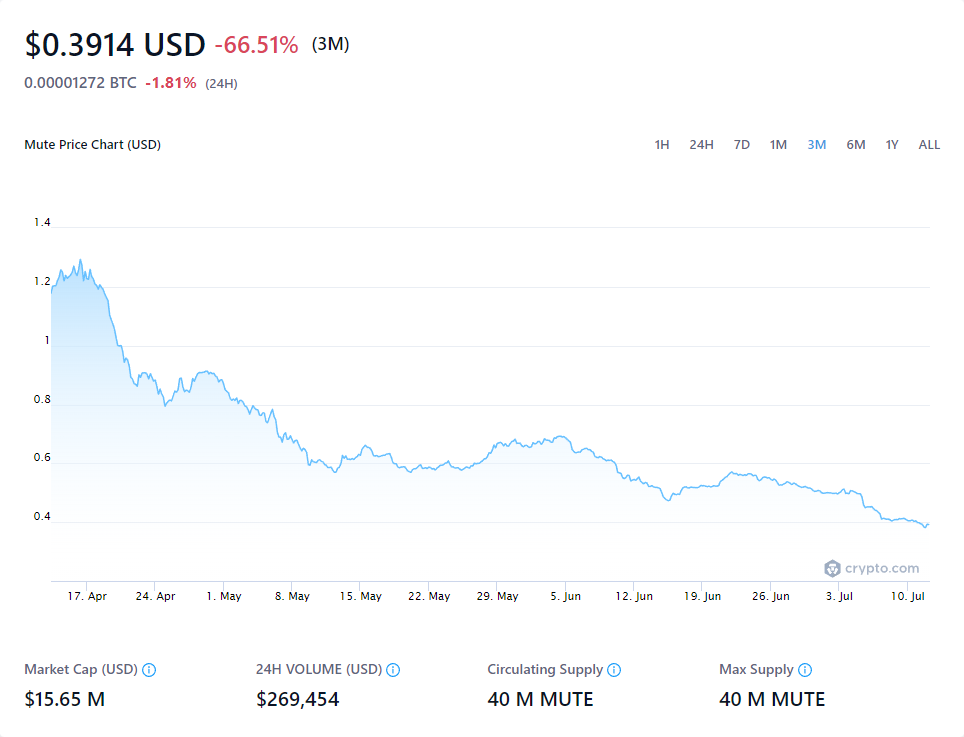 $0.3914 USD -66.51% (3M)
0.00001272 BTC -1.81% (24H)
Mute Price Chart (USD) 1H 24H 7D 1M 3M 6M 1Y ALL
1.4
1.2
1
0.8
0.6
0.4
crypto.com
17. Apr 24. Apr 1. May 8. May 15. May 22. May 29. May 5. Jun 12. Jun 19. Jun 26. Jun 3. Jul 10. Jul
Market Cap (USD) 24H VOLUME (USD) Circulating Supply Max Supply
$15.65 M $269,454 40 M MUTE 40 M MUTE